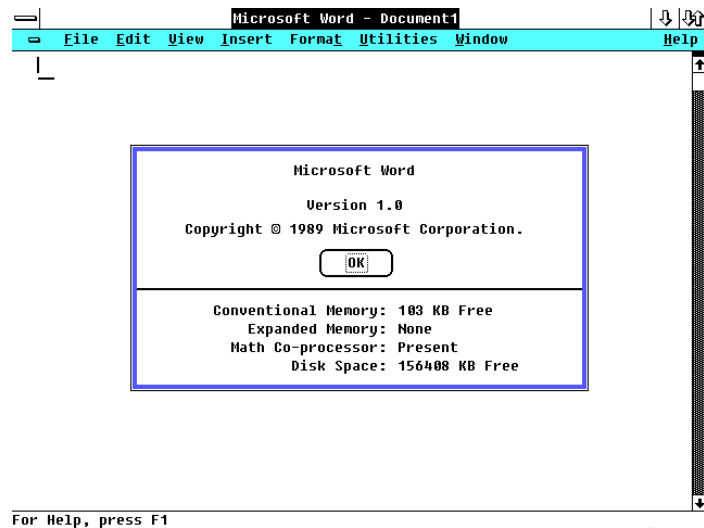 Microsoft Word - Document1
File Edit View Insert Format Utilities Window Help
Microsoft Word
Version 1.0
Copyright © 1989 Microsoft Corporation.
OK
Conventional Memory: 103 KB Free
Expanded Memory: None
Math Co-processor: Present
Disk Space: 156408 KB Free
For Help, press F1